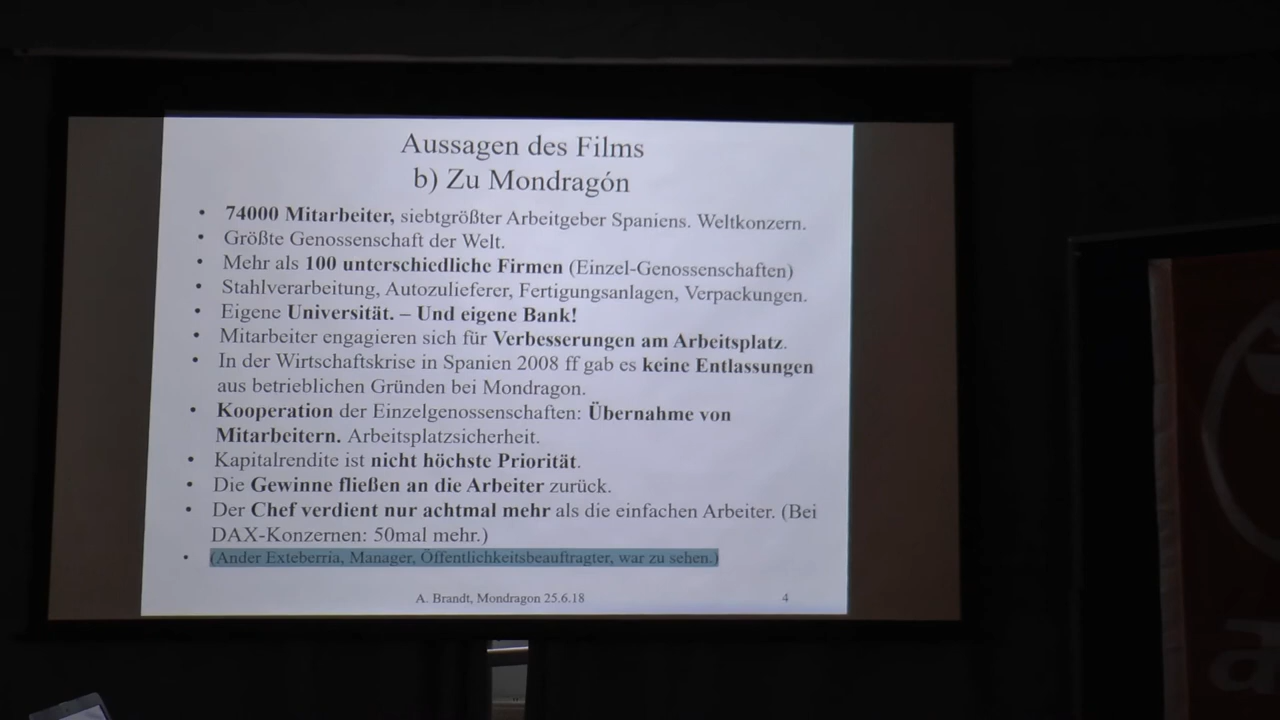 Aussagen des Films
b) Zu Mondragón
• 74000 Mitarbeiter, siebtgrößter Arbeitgeber Spaniens. Weltkonzern.
• Größte Genossenschaft der Welt.
• Mehr als 100 unterschiedliche Firmen (Einzel-Genossenschaften)
• Stahlverarbeitung, Autozulieferer, Fertigungsanlagen, Verpackungen.
• Eigene Universität. – Und eigene Bank!
• Mitarbeiter engagieren sich für Verbesserungen am Arbeitsplatz.
• In der Wirtschaftskrise in Spanien 2008 ff gab es keine Entlassungen
aus betrieblichen Gründen bei Mondragon.
• Kooperation der Einzelgenossenschaften: Übernahme von
Mitarbeitern. Arbeitsplatzsicherheit.
• Kapitalrendite ist nicht höchste Priorität.
• Die Gewinne fließen an die Arbeiter zurück.
• Der Chef verdient nur achtmal mehr als die einfachen Arbeiter. (Bei
DAX-Konzernen: 50mal mehr.)
• (Ander Exteberria, Manager, Öffentlichkeitsbeauftragter, war zu sehen.)
A. Brandt, Mondragon 25.6.18 4